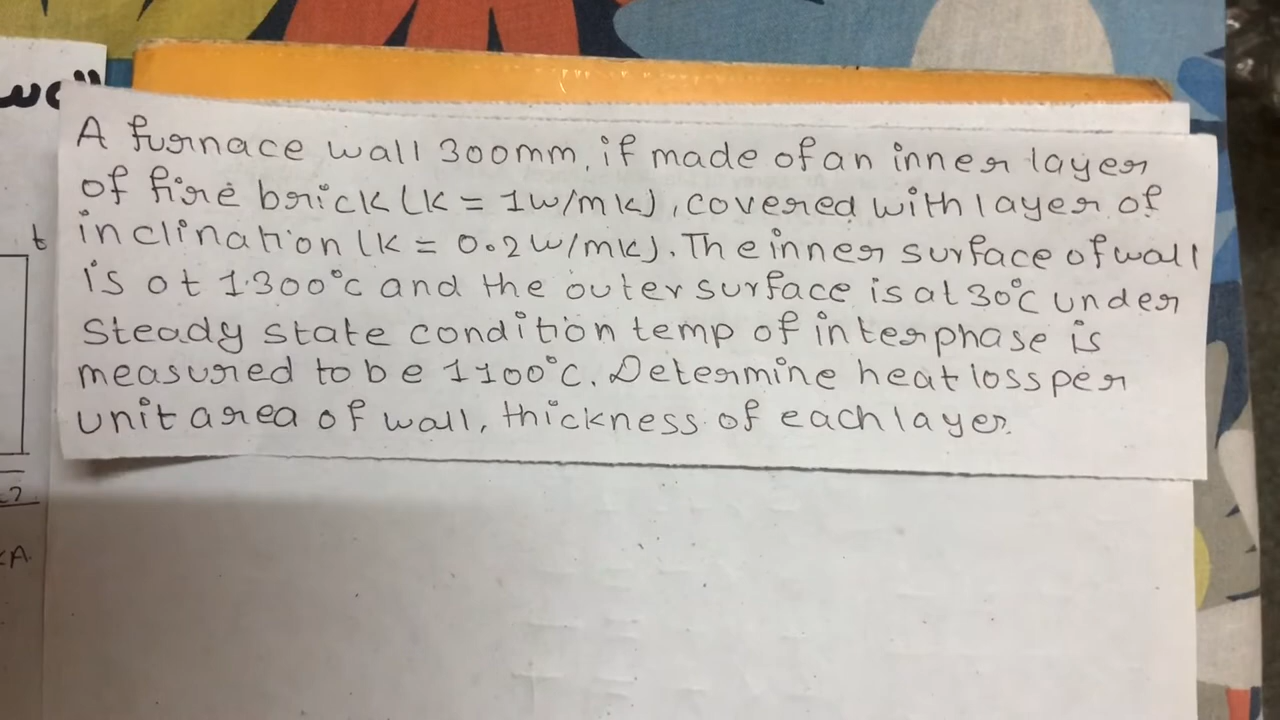 A furnace wall 300mm, if made of an inner layer
of fire brick (K = 1w/mk), covered with layer of
inclination (K = 0.2w/mk). The inner surface of wall
is at 1300°c and the outer surface is at 30°c under
steady state condition temp of interphase is
measured to be 1100°c. Determine heat loss per
unit area of wall, thickness of each layer.
t